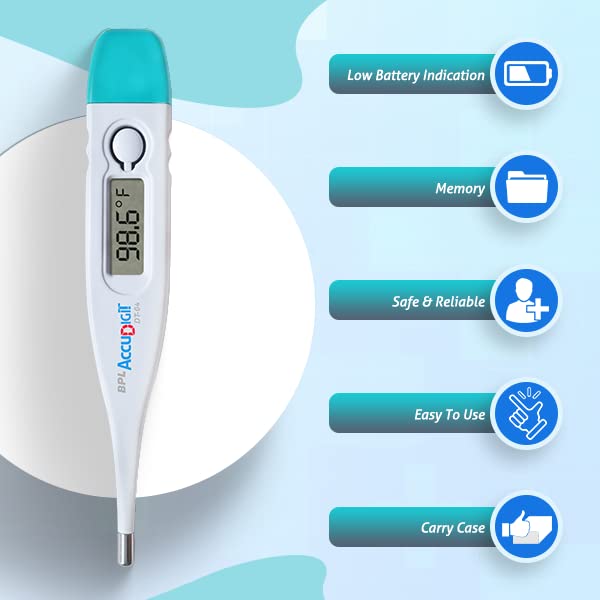 98.6°F
BPL ACCUDIGIT
DT-04
Low Battery Indication
Memory
Safe & Reliable
Easy To Use
Carry Case